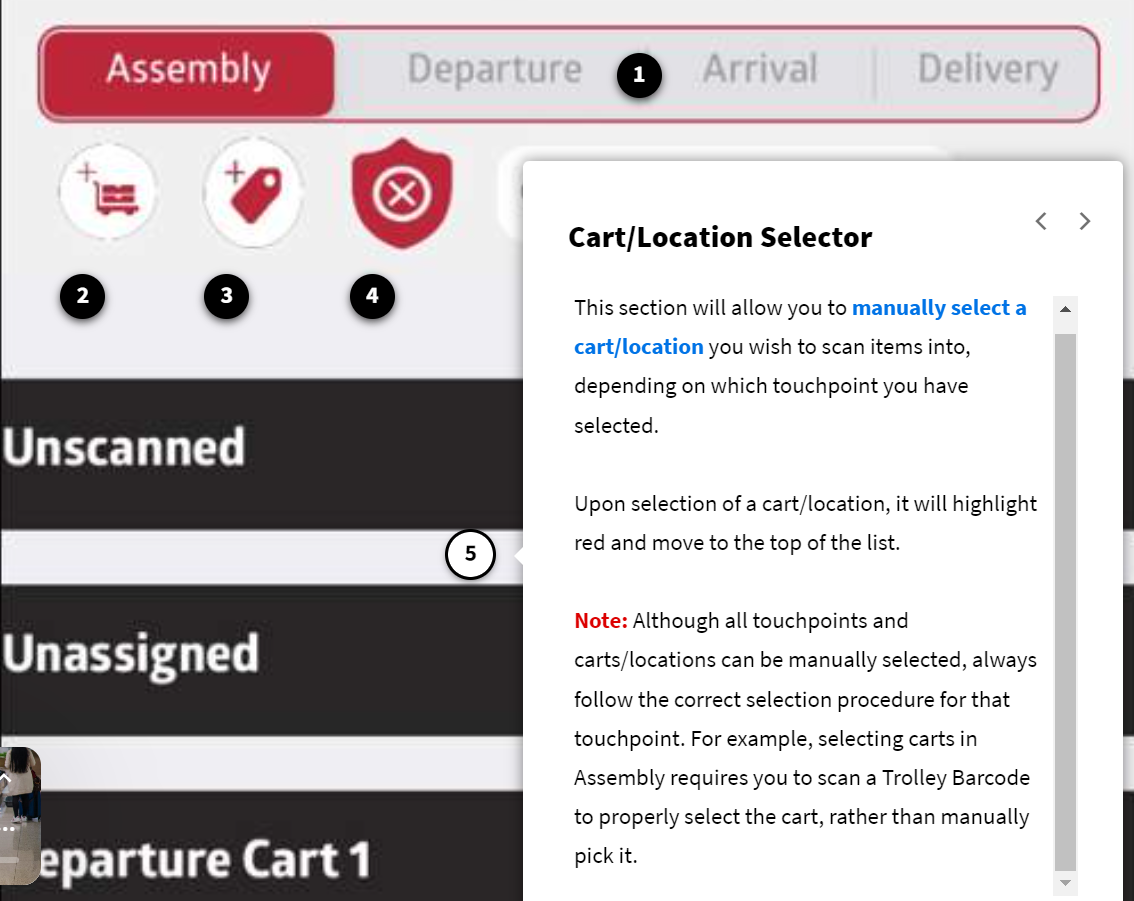 Assembly
Departure
1
Arrival
Delivery
2
3
4
Cart/Location Selector
This section will allow you to manually select a
cart/location you wish to scan items into,
depending on which touchpoint you have
selected.
Upon selection of a cart/location, it will highlight
red and move to the top of the list.
Note: Although all touchpoints and
carts/locations can be manually selected, always
follow the correct selection procedure for that
touchpoint. For example, selecting carts in
Assembly requires you to scan a Trolley Barcode
to properly select the cart, rather than manually
pick it.
Unscanned
5
Unassigned
eparture Cart 1